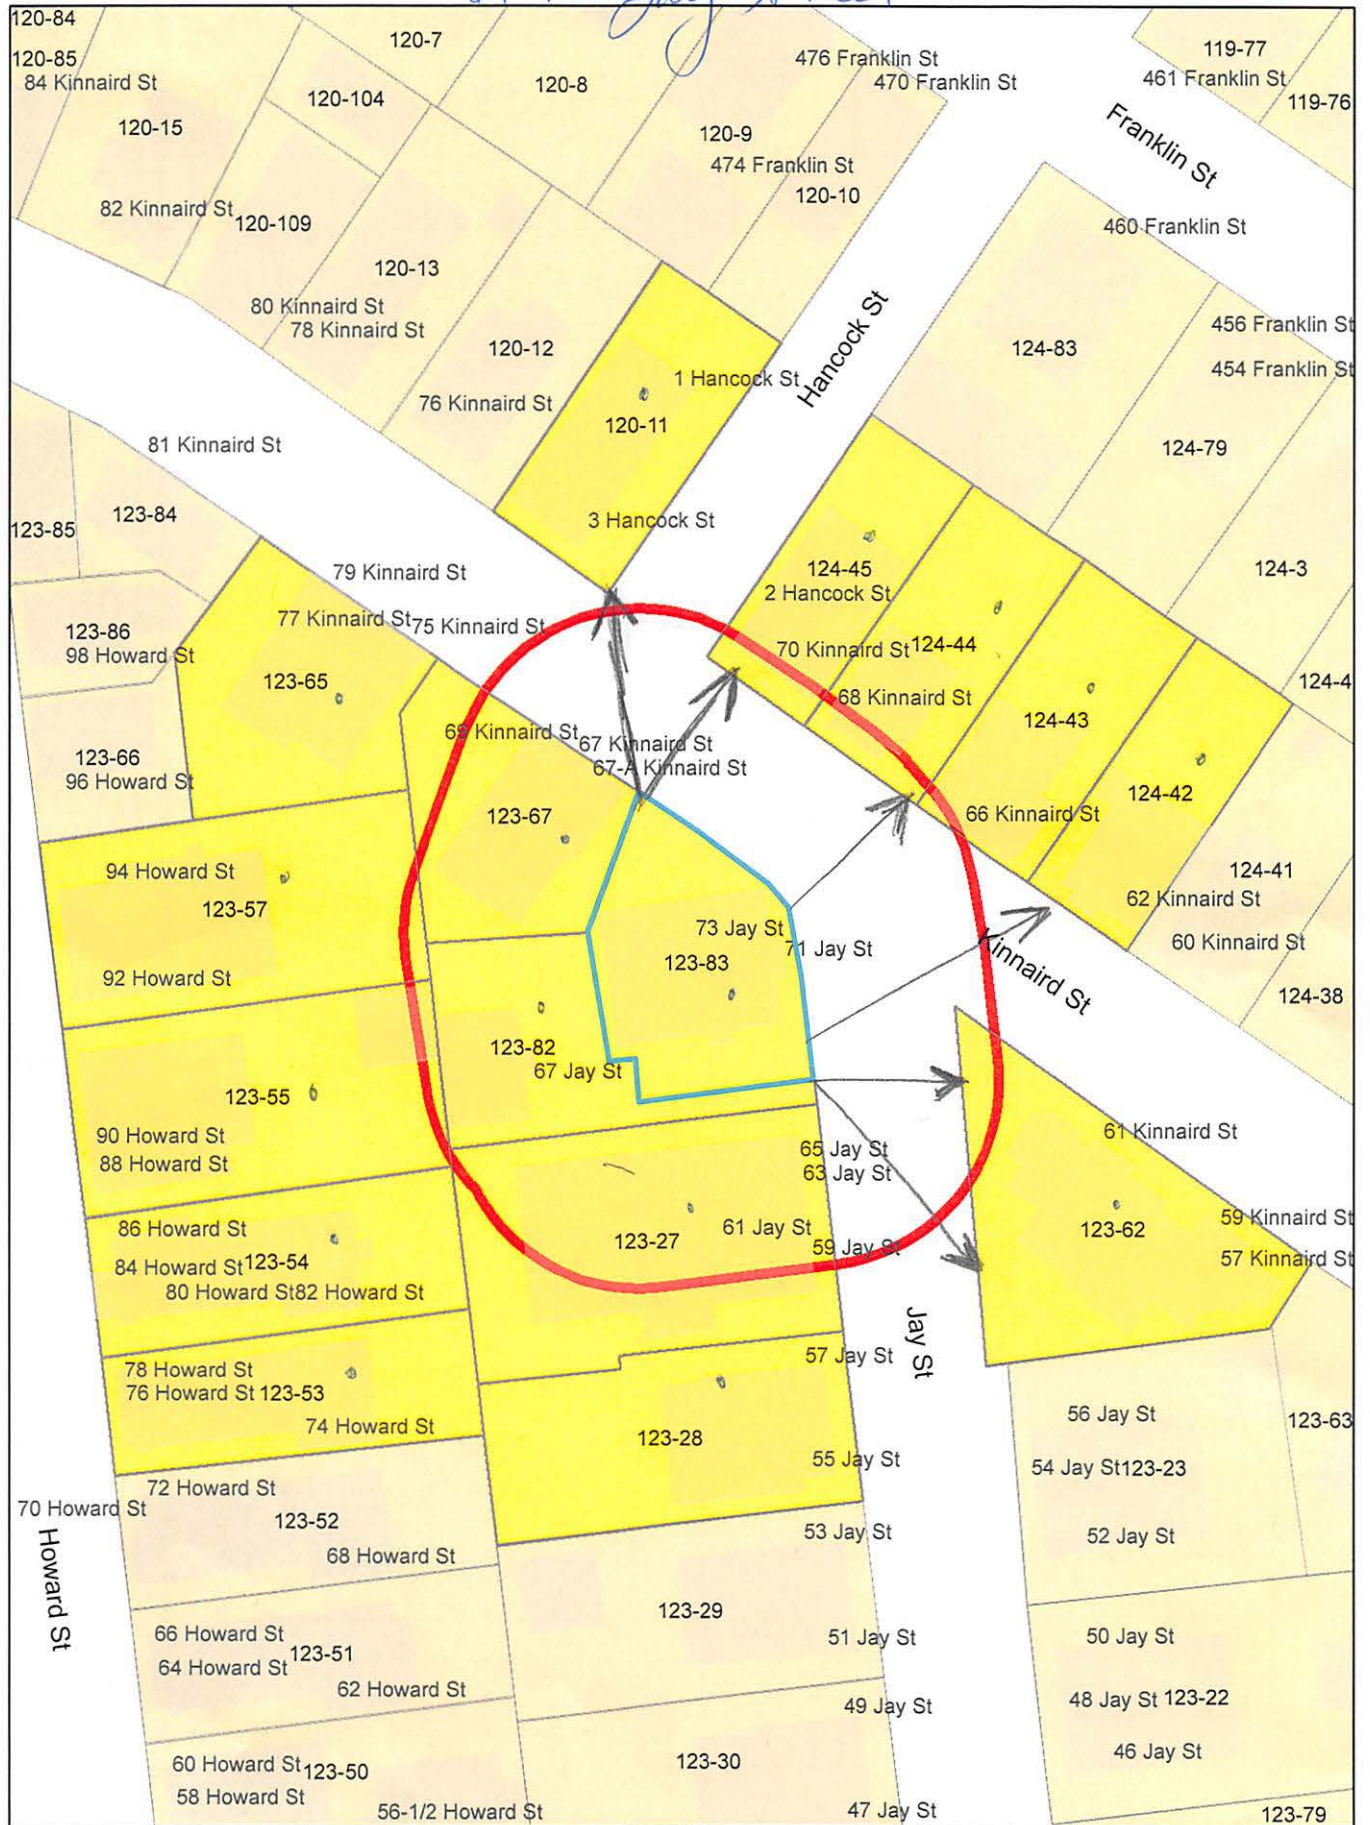 Jay Street
120-84
120-85
84 Kinnaird St
120-15
82 Kinnaird St
120-7
120-104
120-109
120-8
120-13
80 Kinnaird St
78 Kinnaird St
476 Franklin St
470 Franklin St
120-9
474 Franklin St
120-10
119-77
461 Franklin St
119-76
Franklin St
460 Franklin St
120-12
76 Kinnaird St
1 Hancock St
120-11
3 Hancock St
Hancock St
124-83
456 Franklin St
454 Franklin St
124-79
124-3
124-4
81 Kinnaird St
123-85
123-84
79 Kinnaird St
77 Kinnaird St
75 Kinnaird St
123-86
98 Howard St
123-65
124-45
2 Hancock St
70 Kinnaird St
124-44
68 Kinnaird St
124-43
124-42
66 Kinnaird St
124-41
62 Kinnaird St
60 Kinnaird St
124-38
123-66
96 Howard St
69 Kinnaird St
67 Kinnaird St
67-A Kinnaird St
123-67
94 Howard St
123-57
92 Howard St
73 Jay St
71 Jay St
123-83
Kinnaird St
123-82
67 Jay St
123-55
90 Howard St
88 Howard St
65 Jay St
63 Jay St
61 Kinnaird St
86 Howard St
84 Howard St
123-54
80 Howard St
82 Howard St
123-27
61 Jay St
59 Jay St
123-62
59 Kinnaird St
57 Kinnaird St
78 Howard St
76 Howard St
123-53
74 Howard St
57 Jay St
Jay St
123-28
55 Jay St
56 Jay St
123-63
54 Jay St
123-23
52 Jay St
72 Howard St
70 Howard St
123-52
68 Howard St
53 Jay St
Howard St
123-29
66 Howard St
123-51
64 Howard St
62 Howard St
51 Jay St
50 Jay St
49 Jay St
48 Jay St
123-22
46 Jay St
60 Howard St
123-50
58 Howard St
56-1/2 Howard St
123-30
47 Jay St
123-79